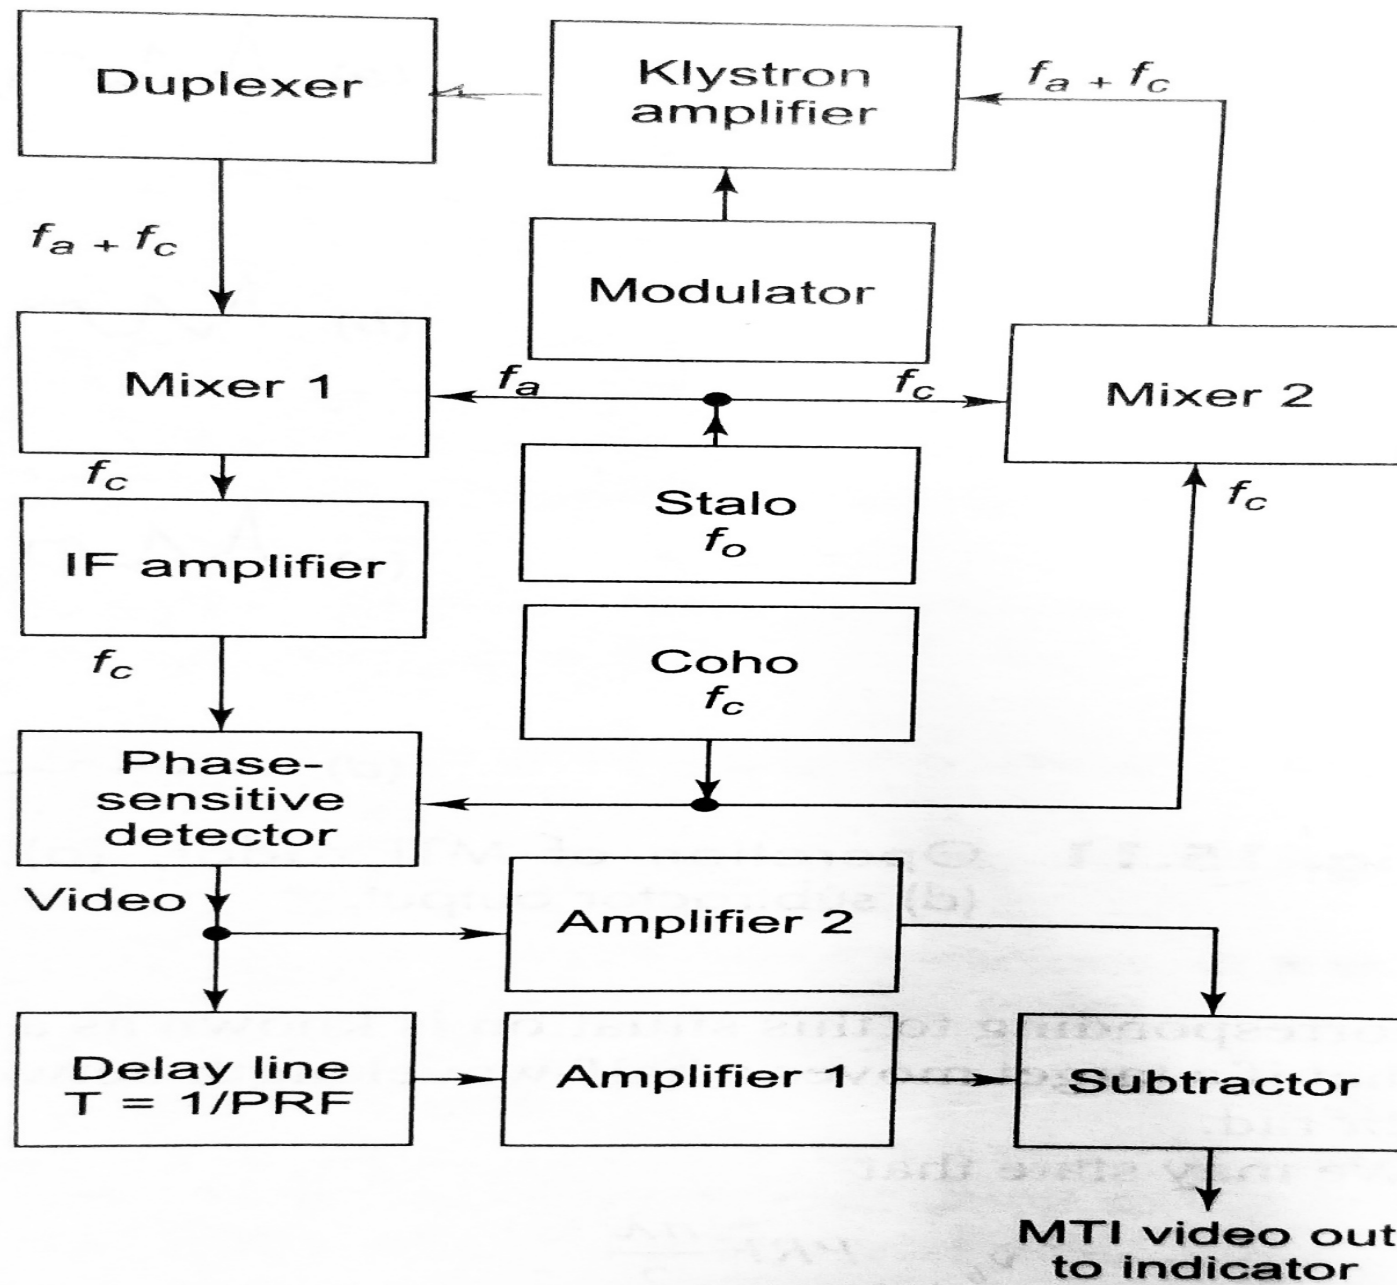 Duplexer
Klystron
amplifier
fa + fc
fa + fc
Modulator
Mixer 1
fa
fc
Mixer 2
fc
Stalo
fo
fc
IF amplifier
fc
Coho
fc
Phase-
sensitive
detector
Video
Amplifier 2
Delay line
T = 1/PRF
Amplifier 1
Subtractor
MTI video out
to indicator